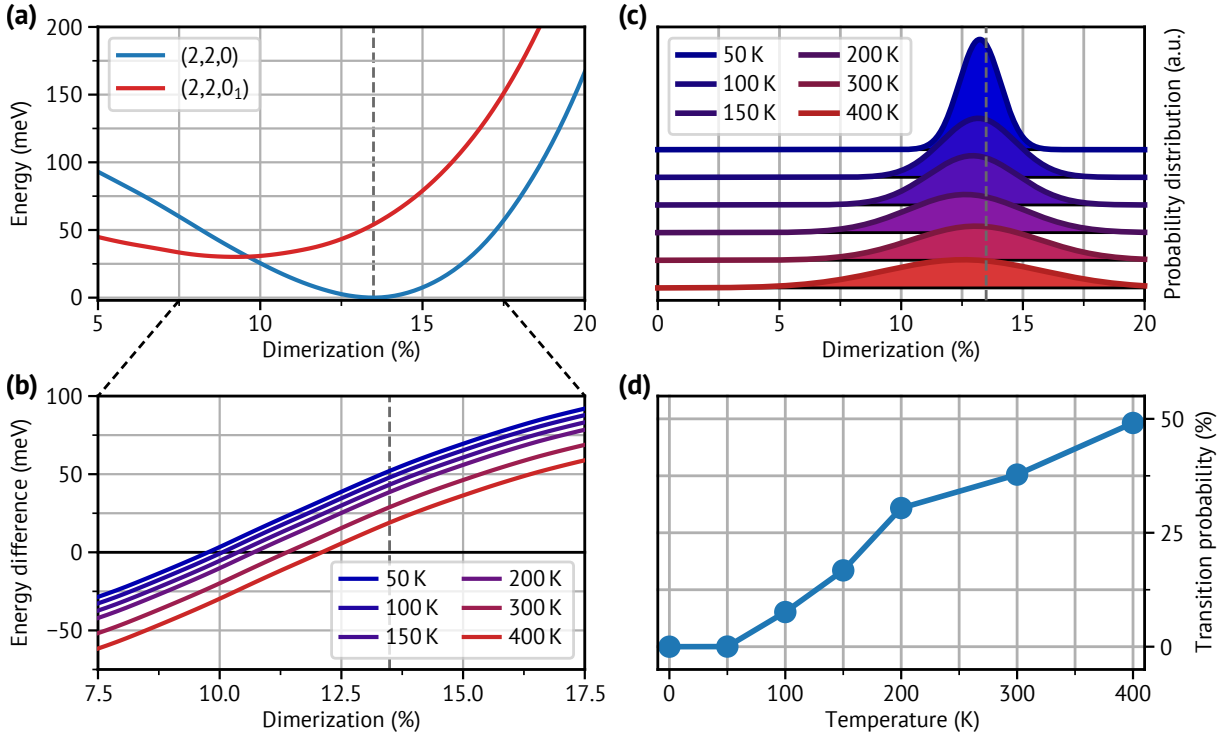 (a)
200
150
100
50
0
Energy (meV)
(2,2,0)
(2,2,0₁)
5
10
15
20
Dimerization (%)
(c)
50 K
100 K
150 K
200 K
300 K
400 K
0
5
10
15
20
Dimerization (%)
Probability distribution (a.u.)
(b)
100
50
0
−50
Energy difference (meV)
50 K
100 K
150 K
200 K
300 K
400 K
7.5
10.0
12.5
15.0
17.5
Dimerization (%)
(d)
50
25
0
Transition probability (%)
0
100
200
300
400
Temperature (K)